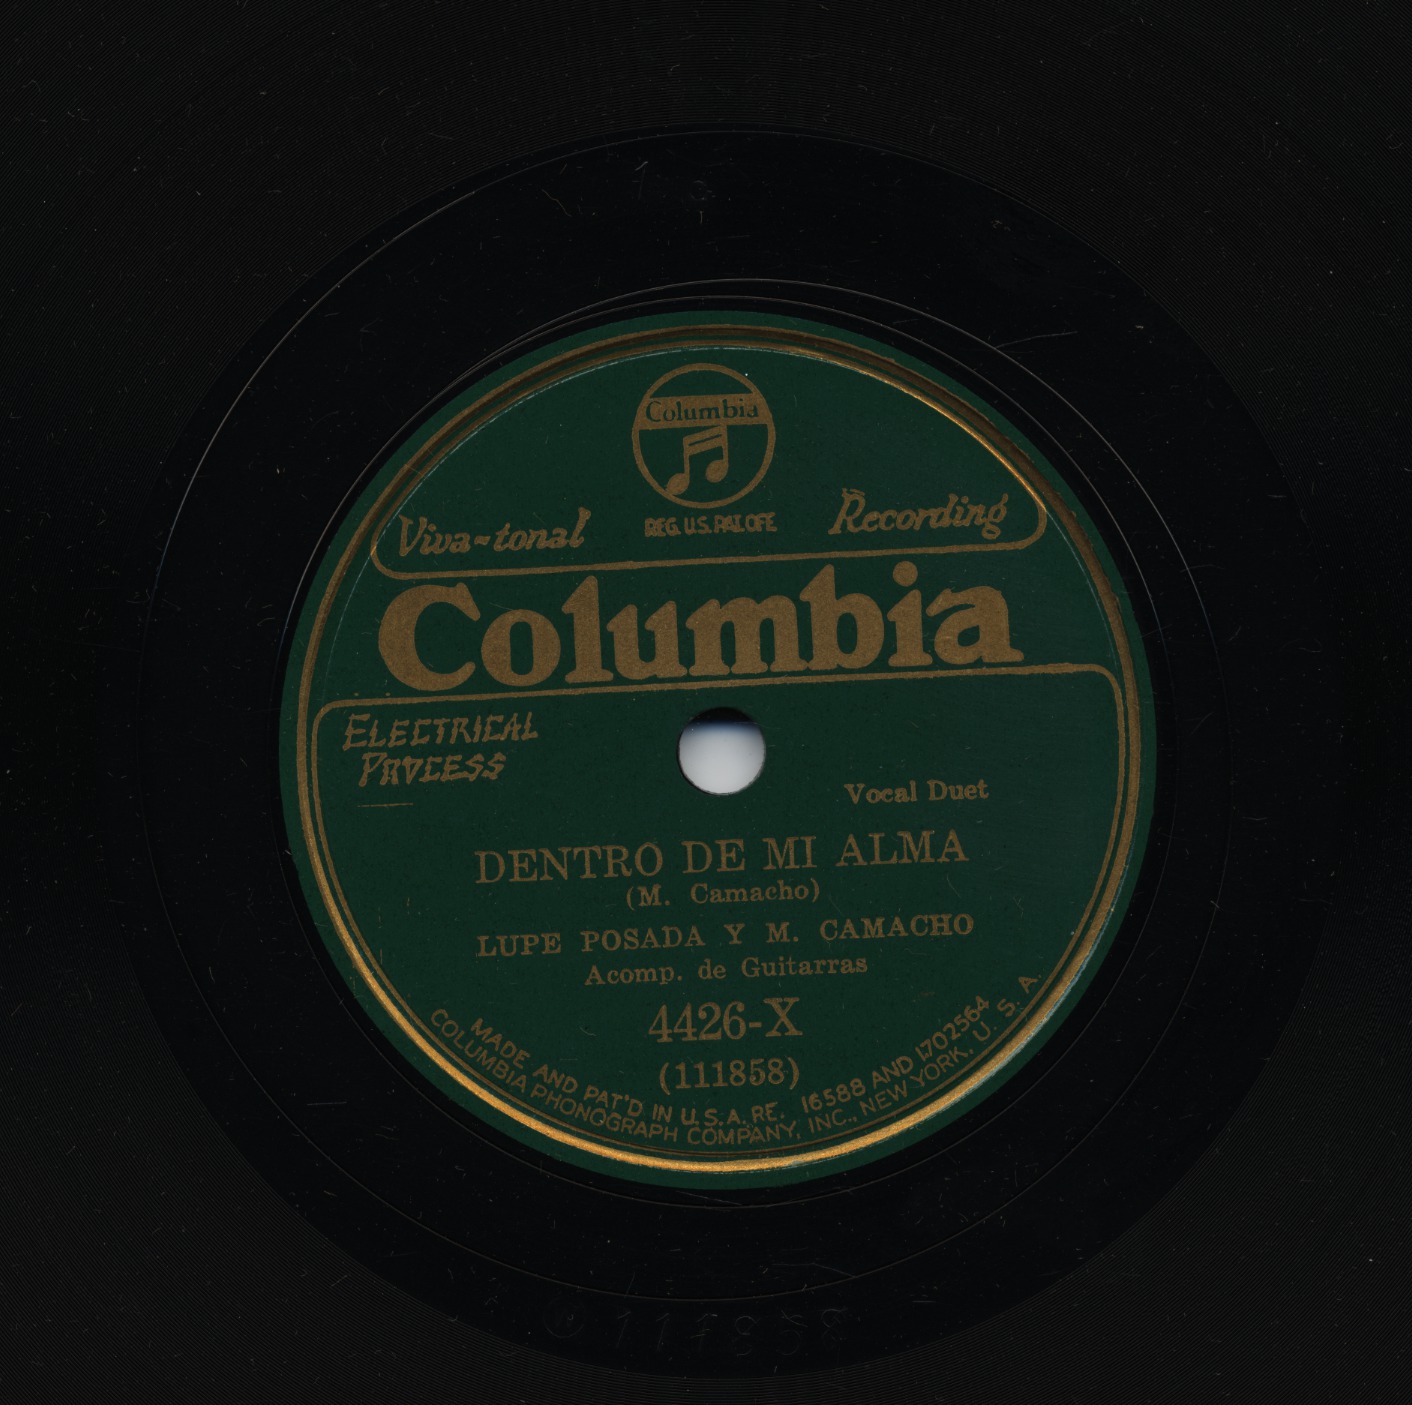 Columbia
REG. U.S. PAT. OFF.
Viva-tonal Recording
Columbia
ELECTRICAL
PROCESS
Vocal Duet
DENTRO DE MI ALMA
(M. Camacho)
LUPE POSADA Y M. CAMACHO
Acomp. de Guitarras
4426-X
(111858)
MADE AND PAT'D IN U.S.A. RE. 16588 AND 1702564
COLUMBIA PHONOGRAPH COMPANY, INC., NEW YORK, U. S. A.
W 111858